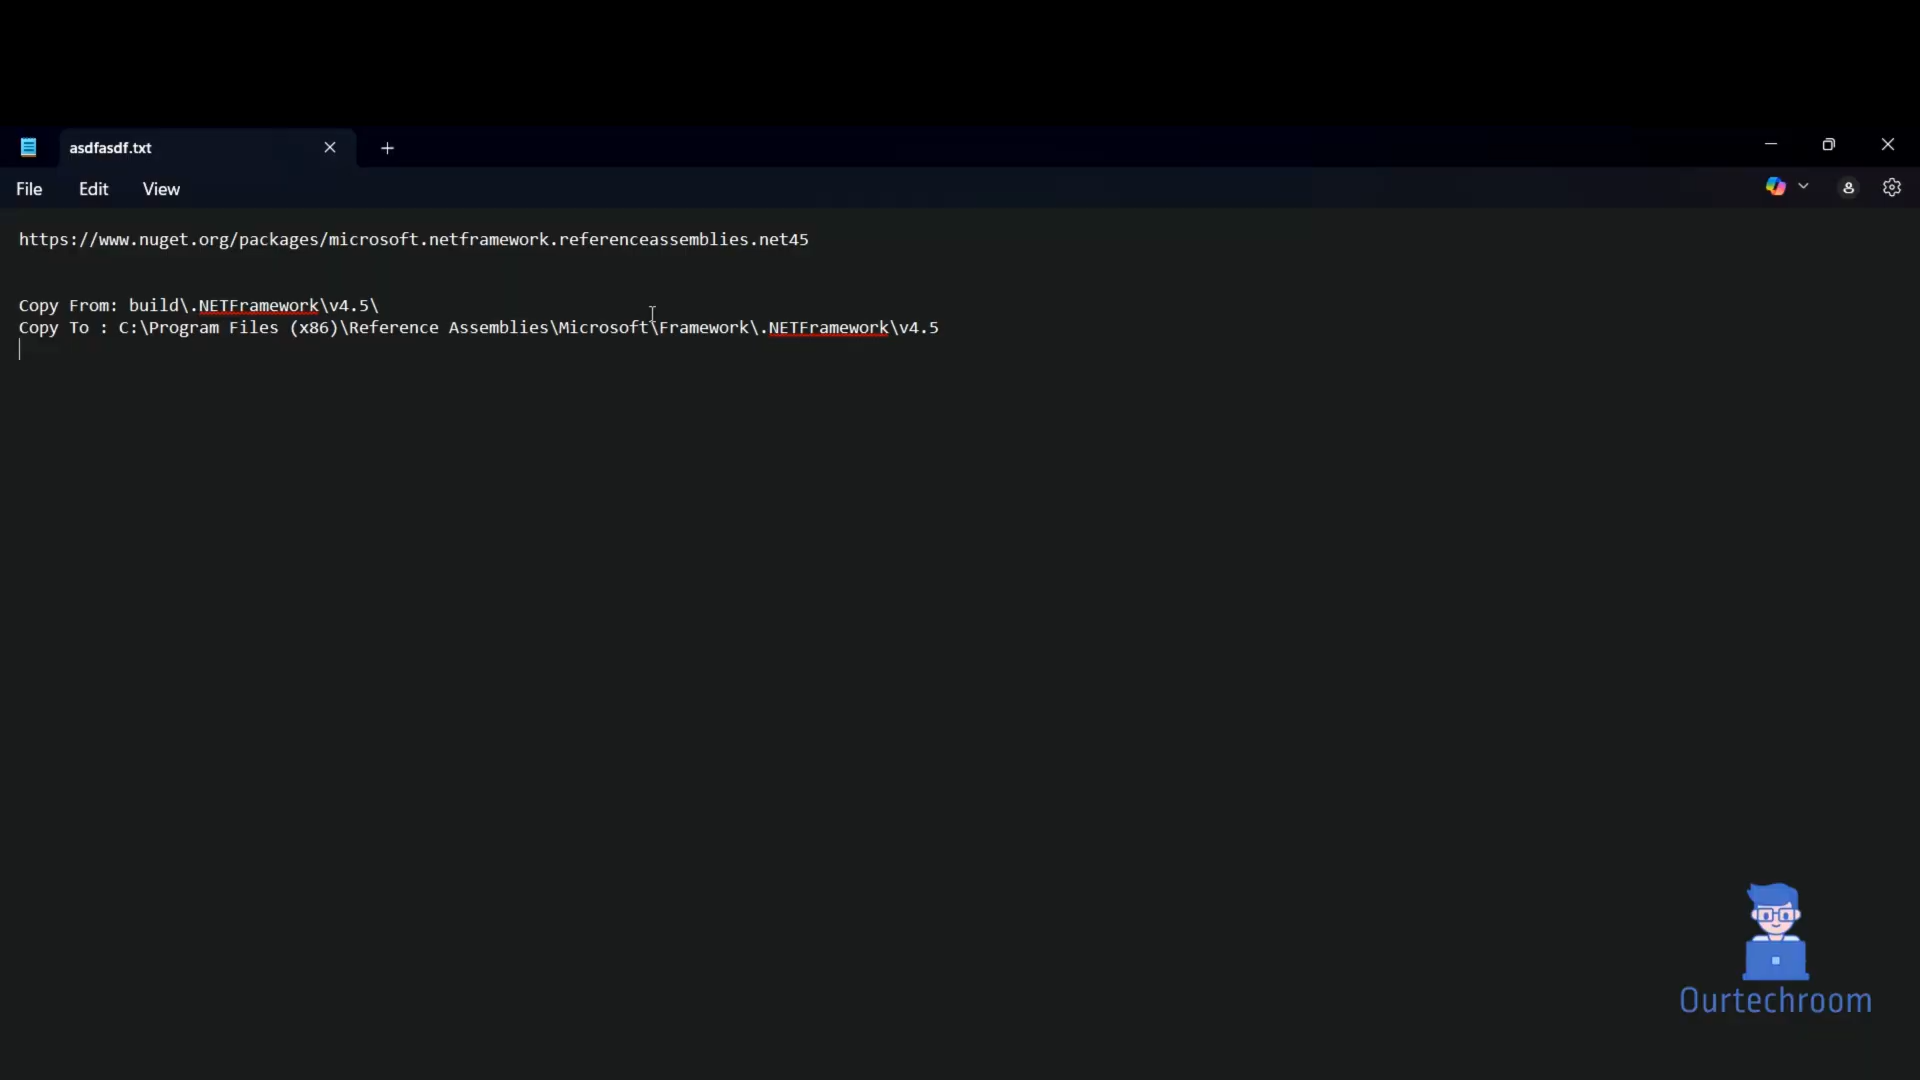 asdfasdf.txt
File Edit View
https://www.nuget.org/packages/microsoft.netframework.referenceassemblies.net45
Copy From: build\.NETFramework\v4.5\
Copy To : C:\Program Files (x86)\Reference Assemblies\Microsoft\Framework\.NETFramework\v4.5
Ourtechroom